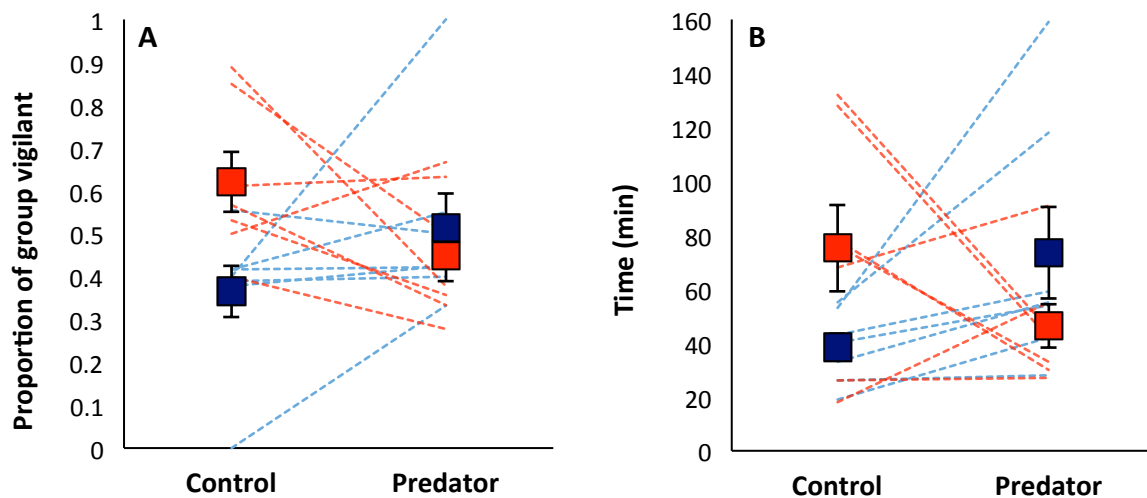 A
Proportion of group vigilant
1
0.9
0.8
0.7
0.6
0.5
0.4
0.3
0.2
0.1
0
Control
Predator
B
Time (min)
160
140
120
100
80
60
40
20
0
Control
Predator